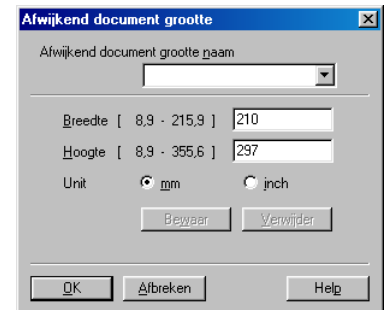 Afwijkend document grootte
Afwijkend document grootte naam
Breedte [ 8,9 - 215,9 ] 210
Hoogte [ 8,9 - 355,6 ] 297
Unit mm inch
Bewaar Verwijder
OK Afbreken Help